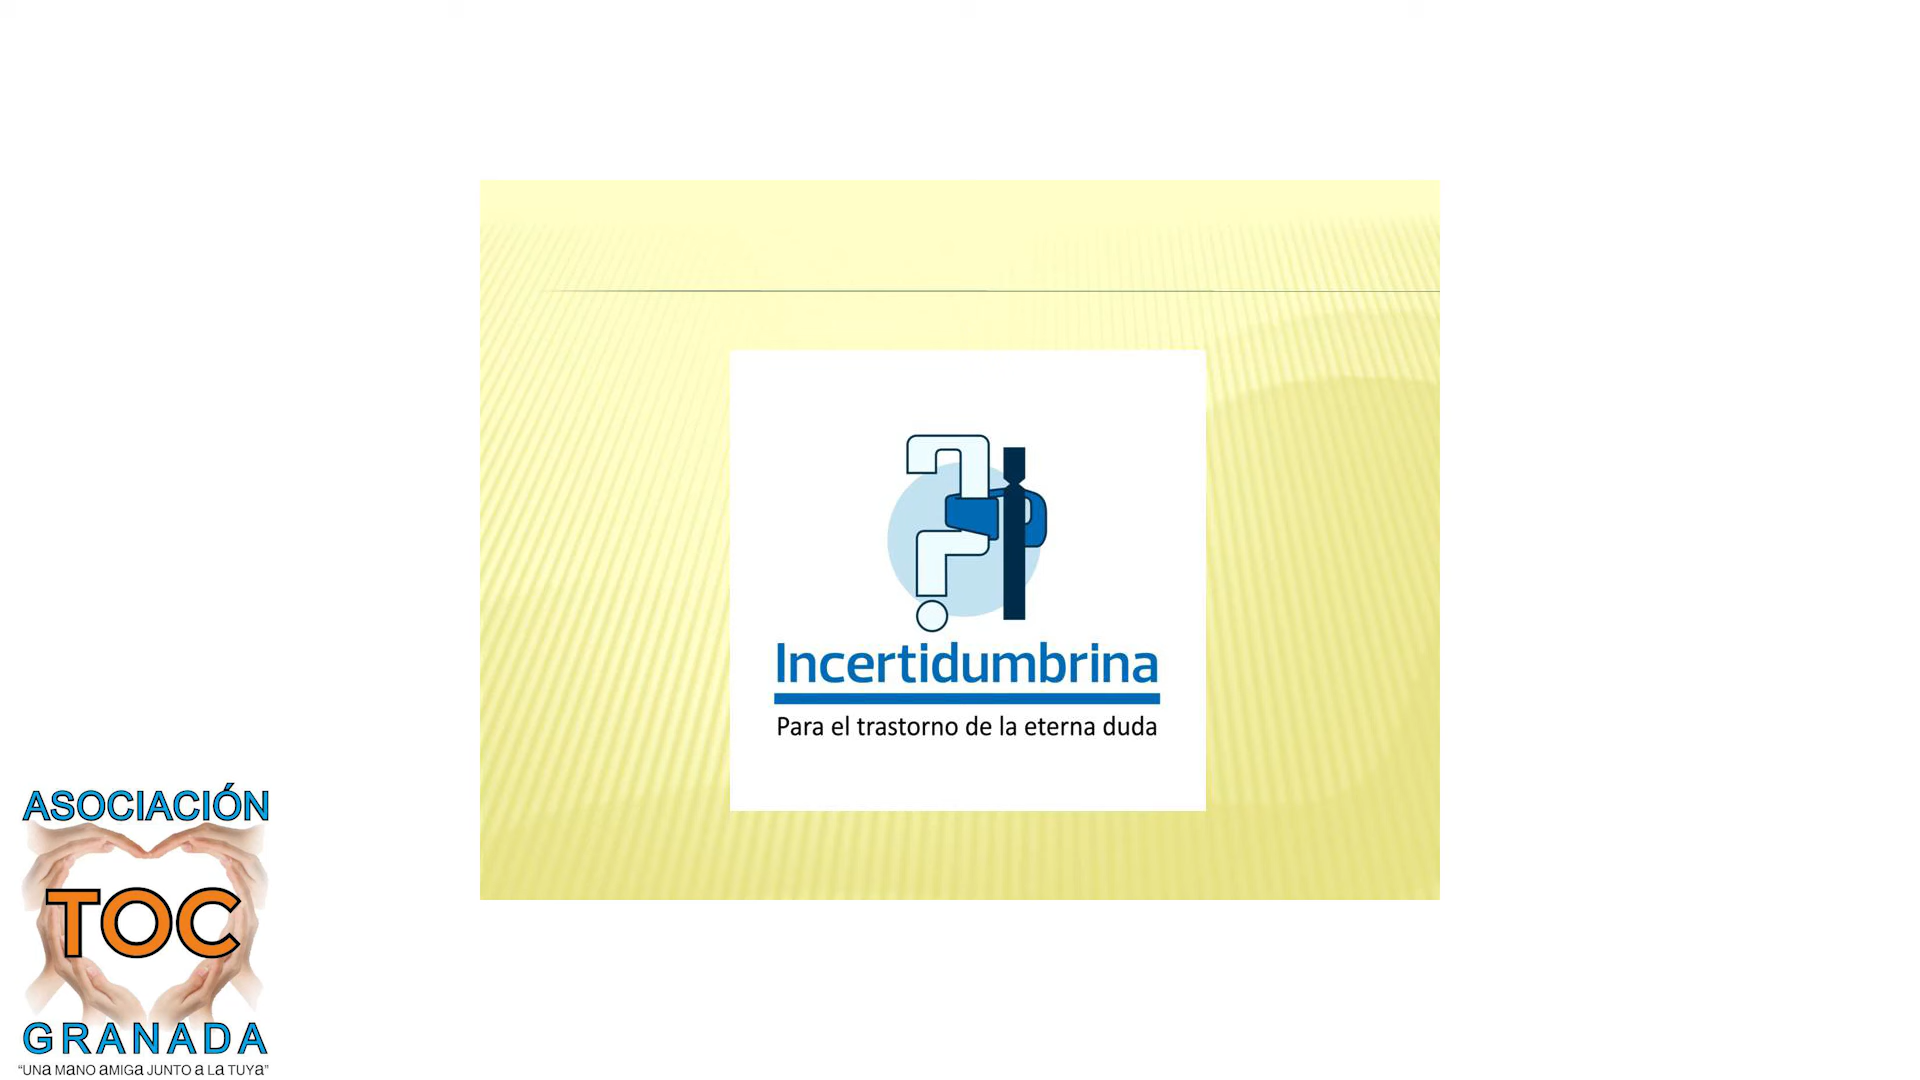 Incertidumbrina
Para el trastorno de la eterna duda
ASOCIACIÓN
TOC
GRANADA
“UNa MaNO aMIGa JUNTO a La TUYa”